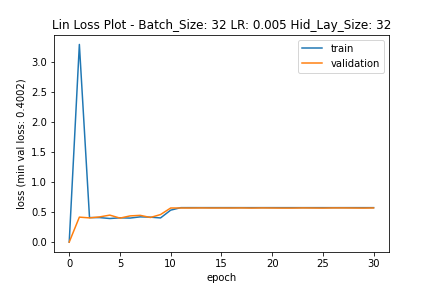 Lin Loss Plot - Batch_Size: 32 LR: 0.005 Hid_Lay_Size: 32
train
validation
3.0
2.5
2.0
1.5
1.0
0.5
0.0
loss (min val loss: 0.4002)
0 5 10 15 20 25 30
epoch